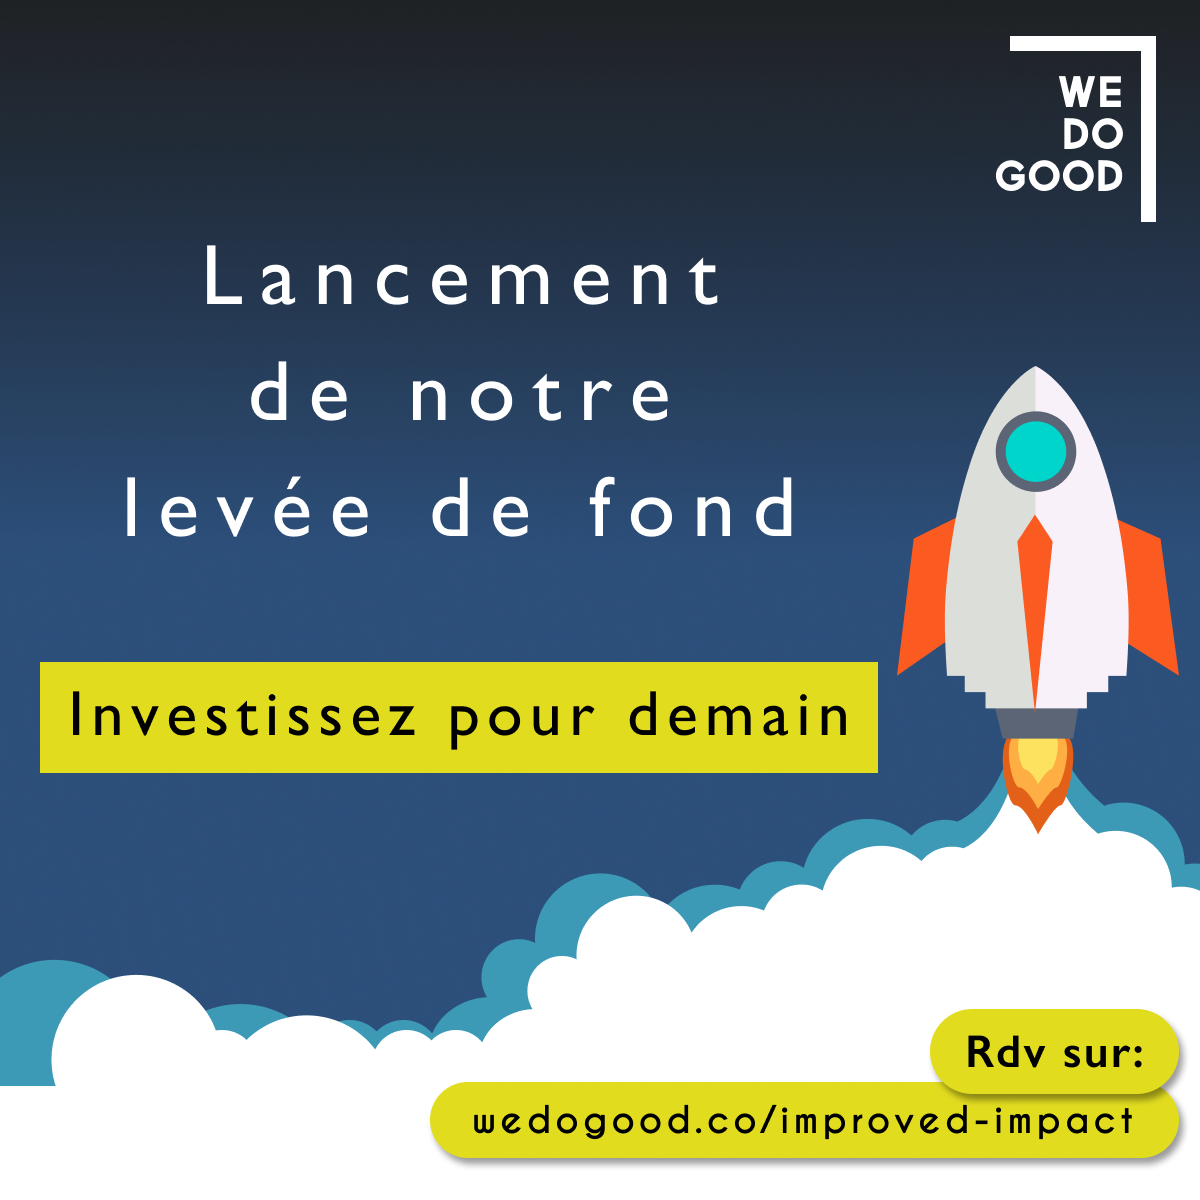 WE
DO
GOOD
Lancement
de notre
levée de fond
Investissez pour demain
Rdv sur:
wedogood.co/improved-impact